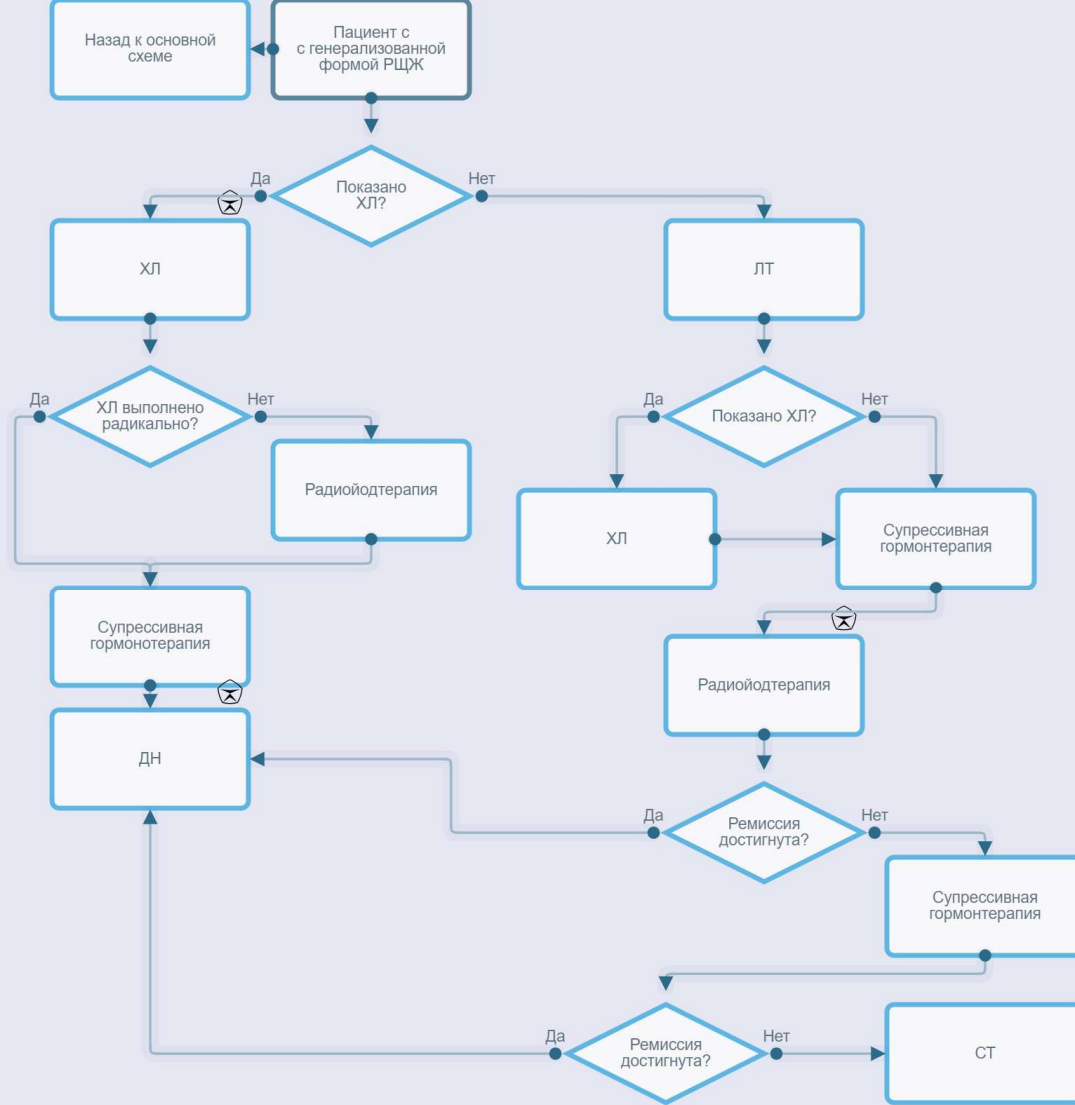 Назад к основной
схеме
Пациент с
с генерализованной
формой РЩЖ
Да
Показано
ХЛ?
Нет
ХЛ
ЛТ
Да
ХЛ выполнено
радикально?
Нет
Да
Показано ХЛ?
Нет
Радиойодтерапия
ХЛ
Супрессивная
гормонтерапия
Супрессивная
гормонотерапия
Радиойодтерапия
ДН
Да
Ремиссия
достигнута?
Нет
Супрессивная
гормонтерапия
Да
Ремиссия
достигнута?
Нет
СТ